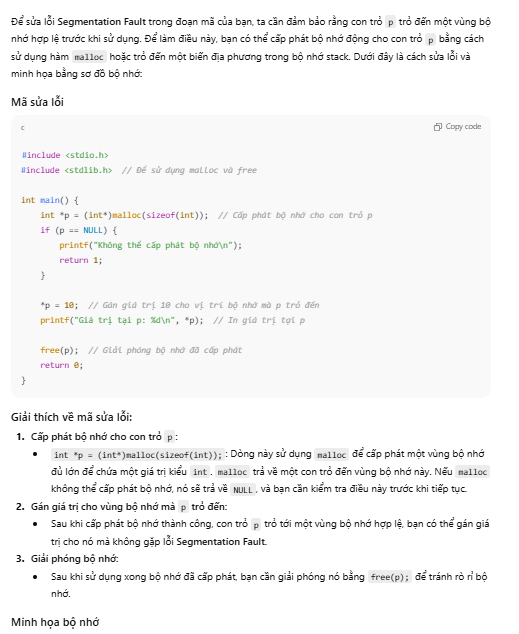 Để sửa lỗi Segmentation Fault trong đoạn mã của bạn, ta cần đảm bảo rằng con trỏ p trỏ đến một vùng bộ
nhớ hợp lệ trước khi sử dụng. Để làm điều này, bạn có thể cấp phát bộ nhớ động cho con trỏ p bằng cách
sử dụng hàm malloc hoặc trỏ đến một biến địa phương trong bộ nhớ stack. Dưới đây là cách sửa lỗi và
minh họa bằng sơ đồ bộ nhớ:
Mã sửa lỗi
c Copy code
#include <stdio.h>
#include <stdlib.h> // Để sử dụng malloc và free
int main() {
int *p = (int*)malloc(sizeof(int)); // Cấp phát bộ nhớ cho con trỏ p
if (p == NULL) {
printf("Không thể cấp phát bộ nhớ\n");
return 1;
}
*p = 10; // Gán giá trị 10 cho vị trí bộ nhớ mà p trỏ đến
printf("Giá trị tại p: %d\n", *p); // In giá trị tại p
free(p); // Giải phóng bộ nhớ đã cấp phát
return 0;
}
Giải thích về mã sửa lỗi:
1. Cấp phát bộ nhớ cho con trỏ p:
• int *p = (int*)malloc(sizeof(int)); : Dòng này sử dụng malloc để cấp phát một vùng bộ nhớ
đủ lớn để chứa một giá trị kiểu int. malloc trả về một con trỏ đến vùng bộ nhớ này. Nếu malloc
không thể cấp phát bộ nhớ, nó sẽ trả về NULL, và bạn cần kiểm tra điều này trước khi tiếp tục.
2. Gán giá trị cho vùng bộ nhớ mà p trỏ đến:
• Sau khi cấp phát bộ nhớ thành công, con trỏ p trỏ tới một vùng bộ nhớ hợp lệ, bạn có thể gán giá
trị cho nó mà không gặp lỗi Segmentation Fault.
3. Giải phóng bộ nhớ:
• Sau khi sử dụng xong bộ nhớ đã cấp phát, bạn cần giải phóng nó bằng free(p); để tránh rò rỉ bộ
nhớ.
Minh họa bộ nhớ